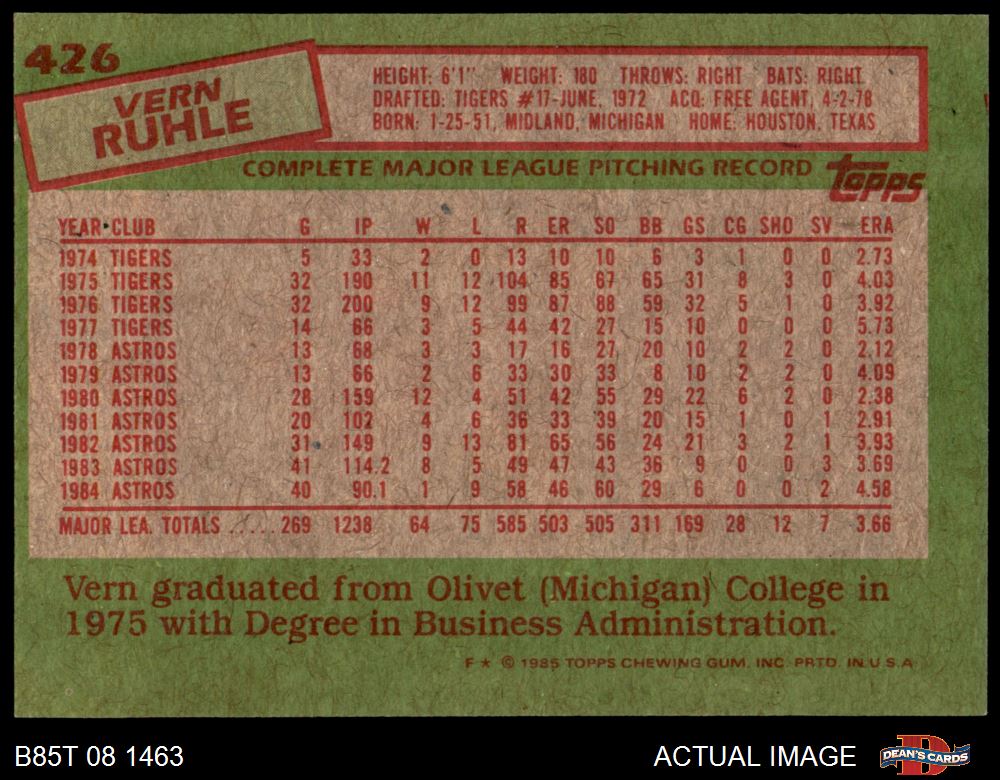 426
VERN
RUHLE
HEIGHT: 6'1" WEIGHT: 180 THROWS: RIGHT BATS: RIGHT
DRAFTED: TIGERS #17-JUNE, 1972 ACQ: FREE AGENT, 4-2-78
BORN: 1-25-51, MIDLAND, MICHIGAN HOME: HOUSTON, TEXAS
COMPLETE MAJOR LEAGUE PITCHING RECORD
TOPPS
YEAR CLUB G IP W L R ER SO BB GS CG SHO SV ERA
1974 TIGERS 5 33 2 0 13 10 10 6 3 1 0 0 2.73
1975 TIGERS 32 190 11 12 104 85 67 65 31 8 3 0 4.03
1976 TIGERS 32 200 9 12 99 87 88 59 32 5 1 0 3.92
1977 TIGERS 14 66 3 5 44 42 27 15 10 0 0 0 5.73
1978 ASTROS 13 68 3 3 17 16 27 20 10 2 2 0 2.12
1979 ASTROS 13 66 2 6 33 30 33 8 10 2 2 0 4.09
1980 ASTROS 28 159 12 4 51 42 55 29 22 6 2 0 2.38
1981 ASTROS 20 102 4 6 36 33 39 20 15 1 0 1 2.91
1982 ASTROS 31 149 9 13 81 65 56 24 21 3 2 1 3.93
1983 ASTROS 41 114.2 8 5 49 47 43 36 9 0 0 3 3.69
1984 ASTROS 40 90.1 1 9 58 46 60 29 6 0 0 2 4.58
MAJOR LEA. TOTALS ..... 269 1238 64 75 585 503 505 311 169 28 12 7 3.66
Vern graduated from Olivet (Michigan) College in
1975 with Degree in Business Administration.
F★ © 1985 TOPPS CHEWING GUM, INC. PRTD. IN U.S.A.
B85T 08 1463
ACTUAL IMAGE
D
DEAN'S CARDS